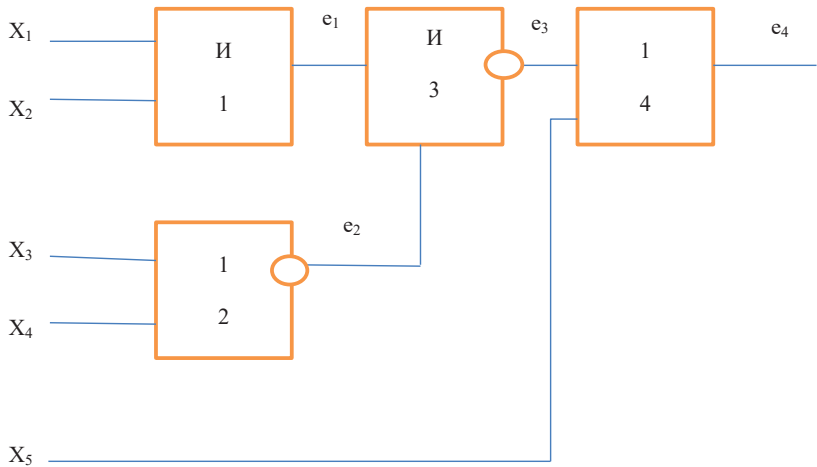 X₁
X₂
И
1
e₁
И
3
e₃
1
4
e₄
X₃
X₄
1
2
e₂
X₅